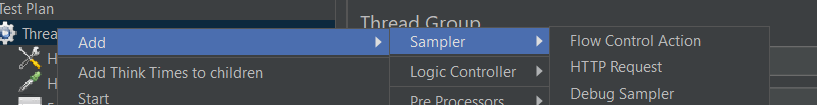 Test Plan
Threa
Thread Group
Add
Sampler
Flow Control Action
H
HTTP Request
Add Think Times to children
Logic Controller
H
Debug Sampler
Start
Pre Processors